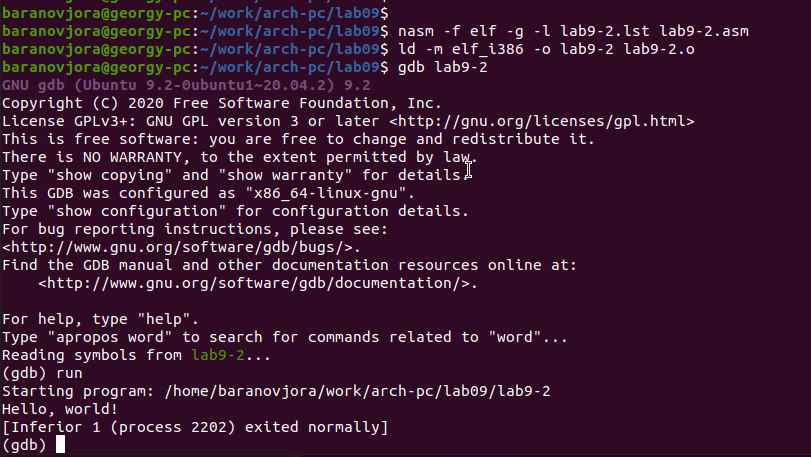 baranovjora@georgy-pc:~/work/arch-pc/lab09$
baranovjora@georgy-pc:~/work/arch-pc/lab09$ nasm -f elf -g -l lab9-2.lst lab9-2.asm
baranovjora@georgy-pc:~/work/arch-pc/lab09$ ld -m elf_i386 -o lab9-2 lab9-2.o
baranovjora@georgy-pc:~/work/arch-pc/lab09$ gdb lab9-2
GNU gdb (Ubuntu 9.2-0ubuntu1~20.04.2) 9.2
Copyright (C) 2020 Free Software Foundation, Inc.
License GPLv3+: GNU GPL version 3 or later <http://gnu.org/licenses/gpl.html>
This is free software: you are free to change and redistribute it.
There is NO WARRANTY, to the extent permitted by law.
Type "show copying" and "show warranty" for details.
This GDB was configured as "x86_64-linux-gnu".
Type "show configuration" for configuration details.
For bug reporting instructions, please see:
<http://www.gnu.org/software/gdb/bugs/>.
Find the GDB manual and other documentation resources online at:
    <http://www.gnu.org/software/gdb/documentation/>.

For help, type "help".
Type "apropos word" to search for commands related to "word"...
Reading symbols from lab9-2...
(gdb) run
Starting program: /home/baranovjora/work/arch-pc/lab09/lab9-2
Hello, world!
[Inferior 1 (process 2202) exited normally]
(gdb)